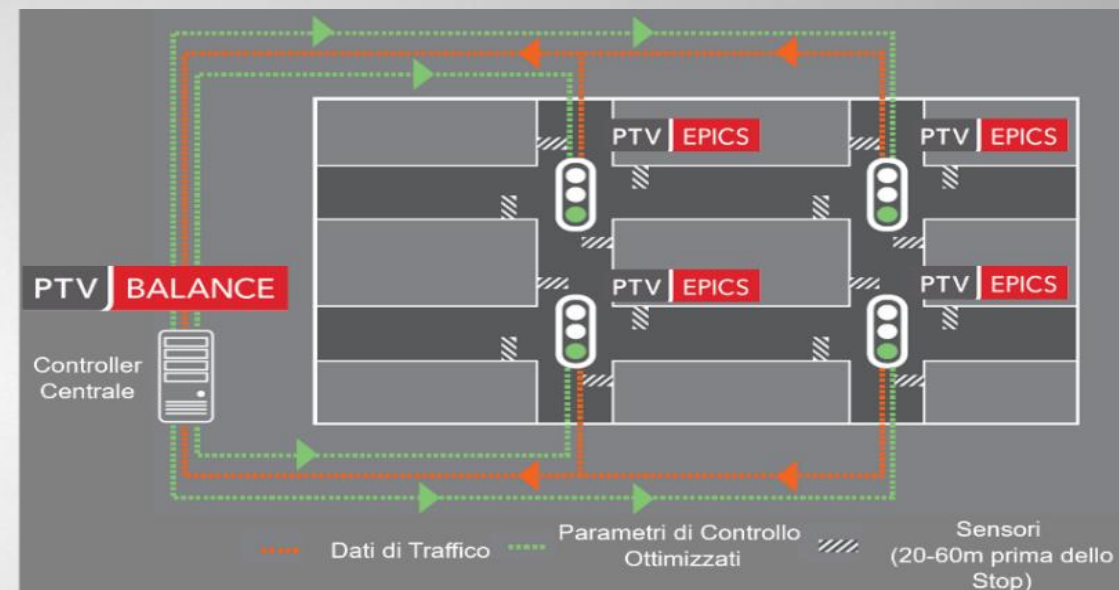 PTV EPICS
PTV EPICS
PTV BALANCE
PTV EPICS
PTV EPICS
Controller
Centrale
Dati di Traffico
Parametri di Controllo
Ottimizzati
Sensori
(20-60m prima dello
Stop)